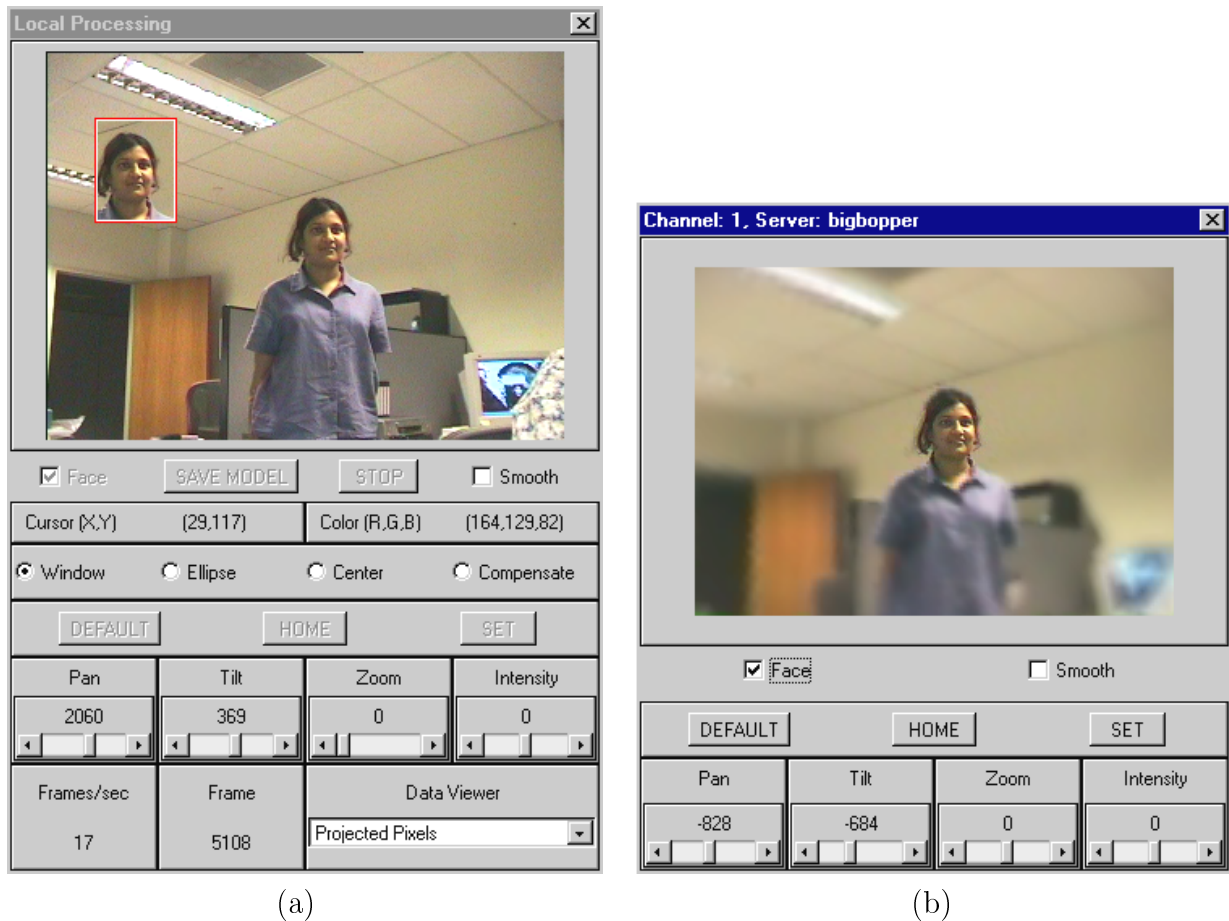 Local Processing
Face SAVE MODEL STOP Smooth
Cursor (X,Y) (29,117) Color (R,G,B) (164,129,82)
Window Ellipse Center Compensate
DEFAULT HOME SET
Pan Tilt Zoom Intensity
2060 369 0 0
Frames/sec Frame Data Viewer
17 5108 Projected Pixels
(a)
Channel: 1, Server: bigbopper
Face Smooth
DEFAULT HOME SET
Pan Tilt Zoom Intensity
-828 -684 0 0
(b)